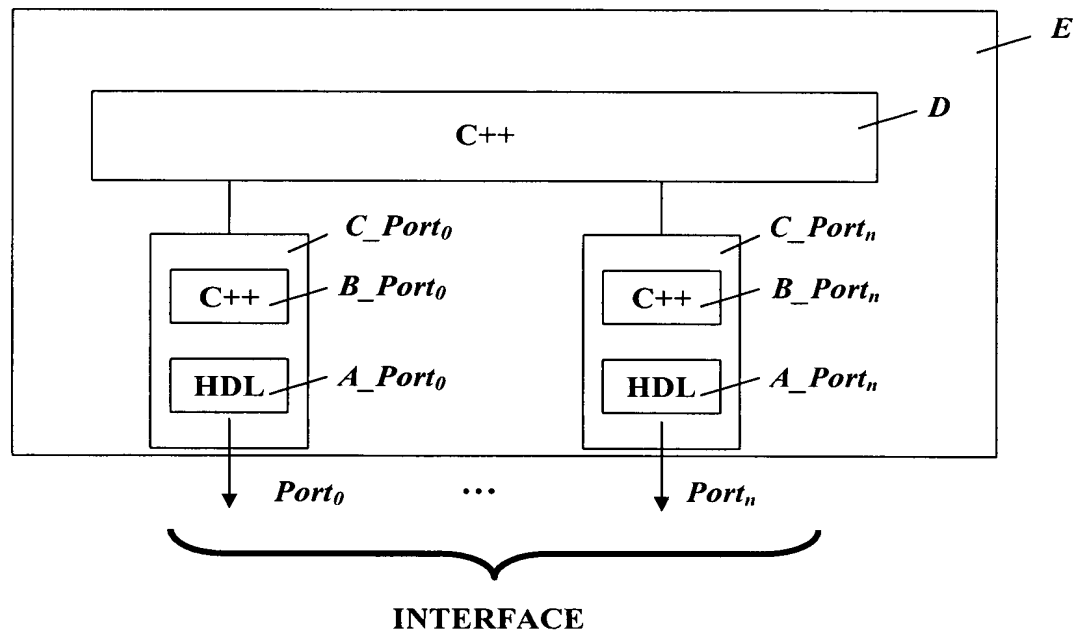 E
D
C++
C_Port₀ C_Portₙ
C++ B_Port₀ C++ B_Portₙ
HDL A_Port₀ HDL A_Portₙ
Port₀ ... Portₙ
INTERFACE